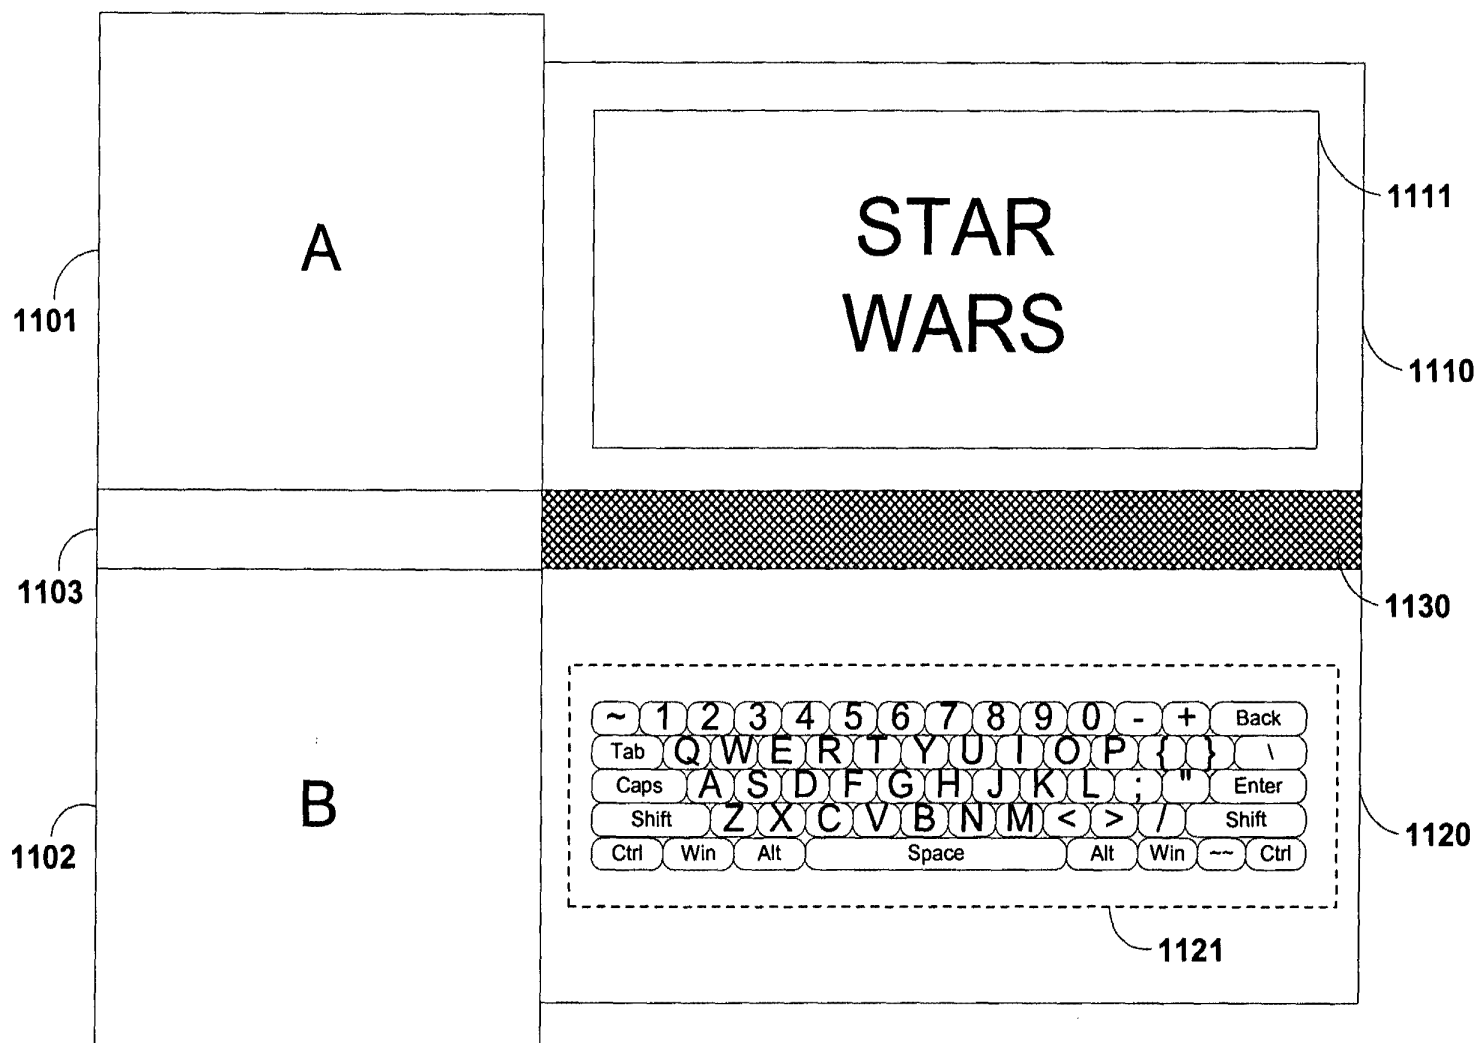 A
STAR
WARS
1111
1101
1110
1103
1130
B
~ 1 2 3 4 5 6 7 8 9 0 - + Back
Tab Q W E R T Y U I O P { } \
Caps A S D F G H J K L ; " Enter
Shift Z X C V B N M < > / Shift
Ctrl Win Alt Space Alt Win ~~ Ctrl
1102
1120
1121